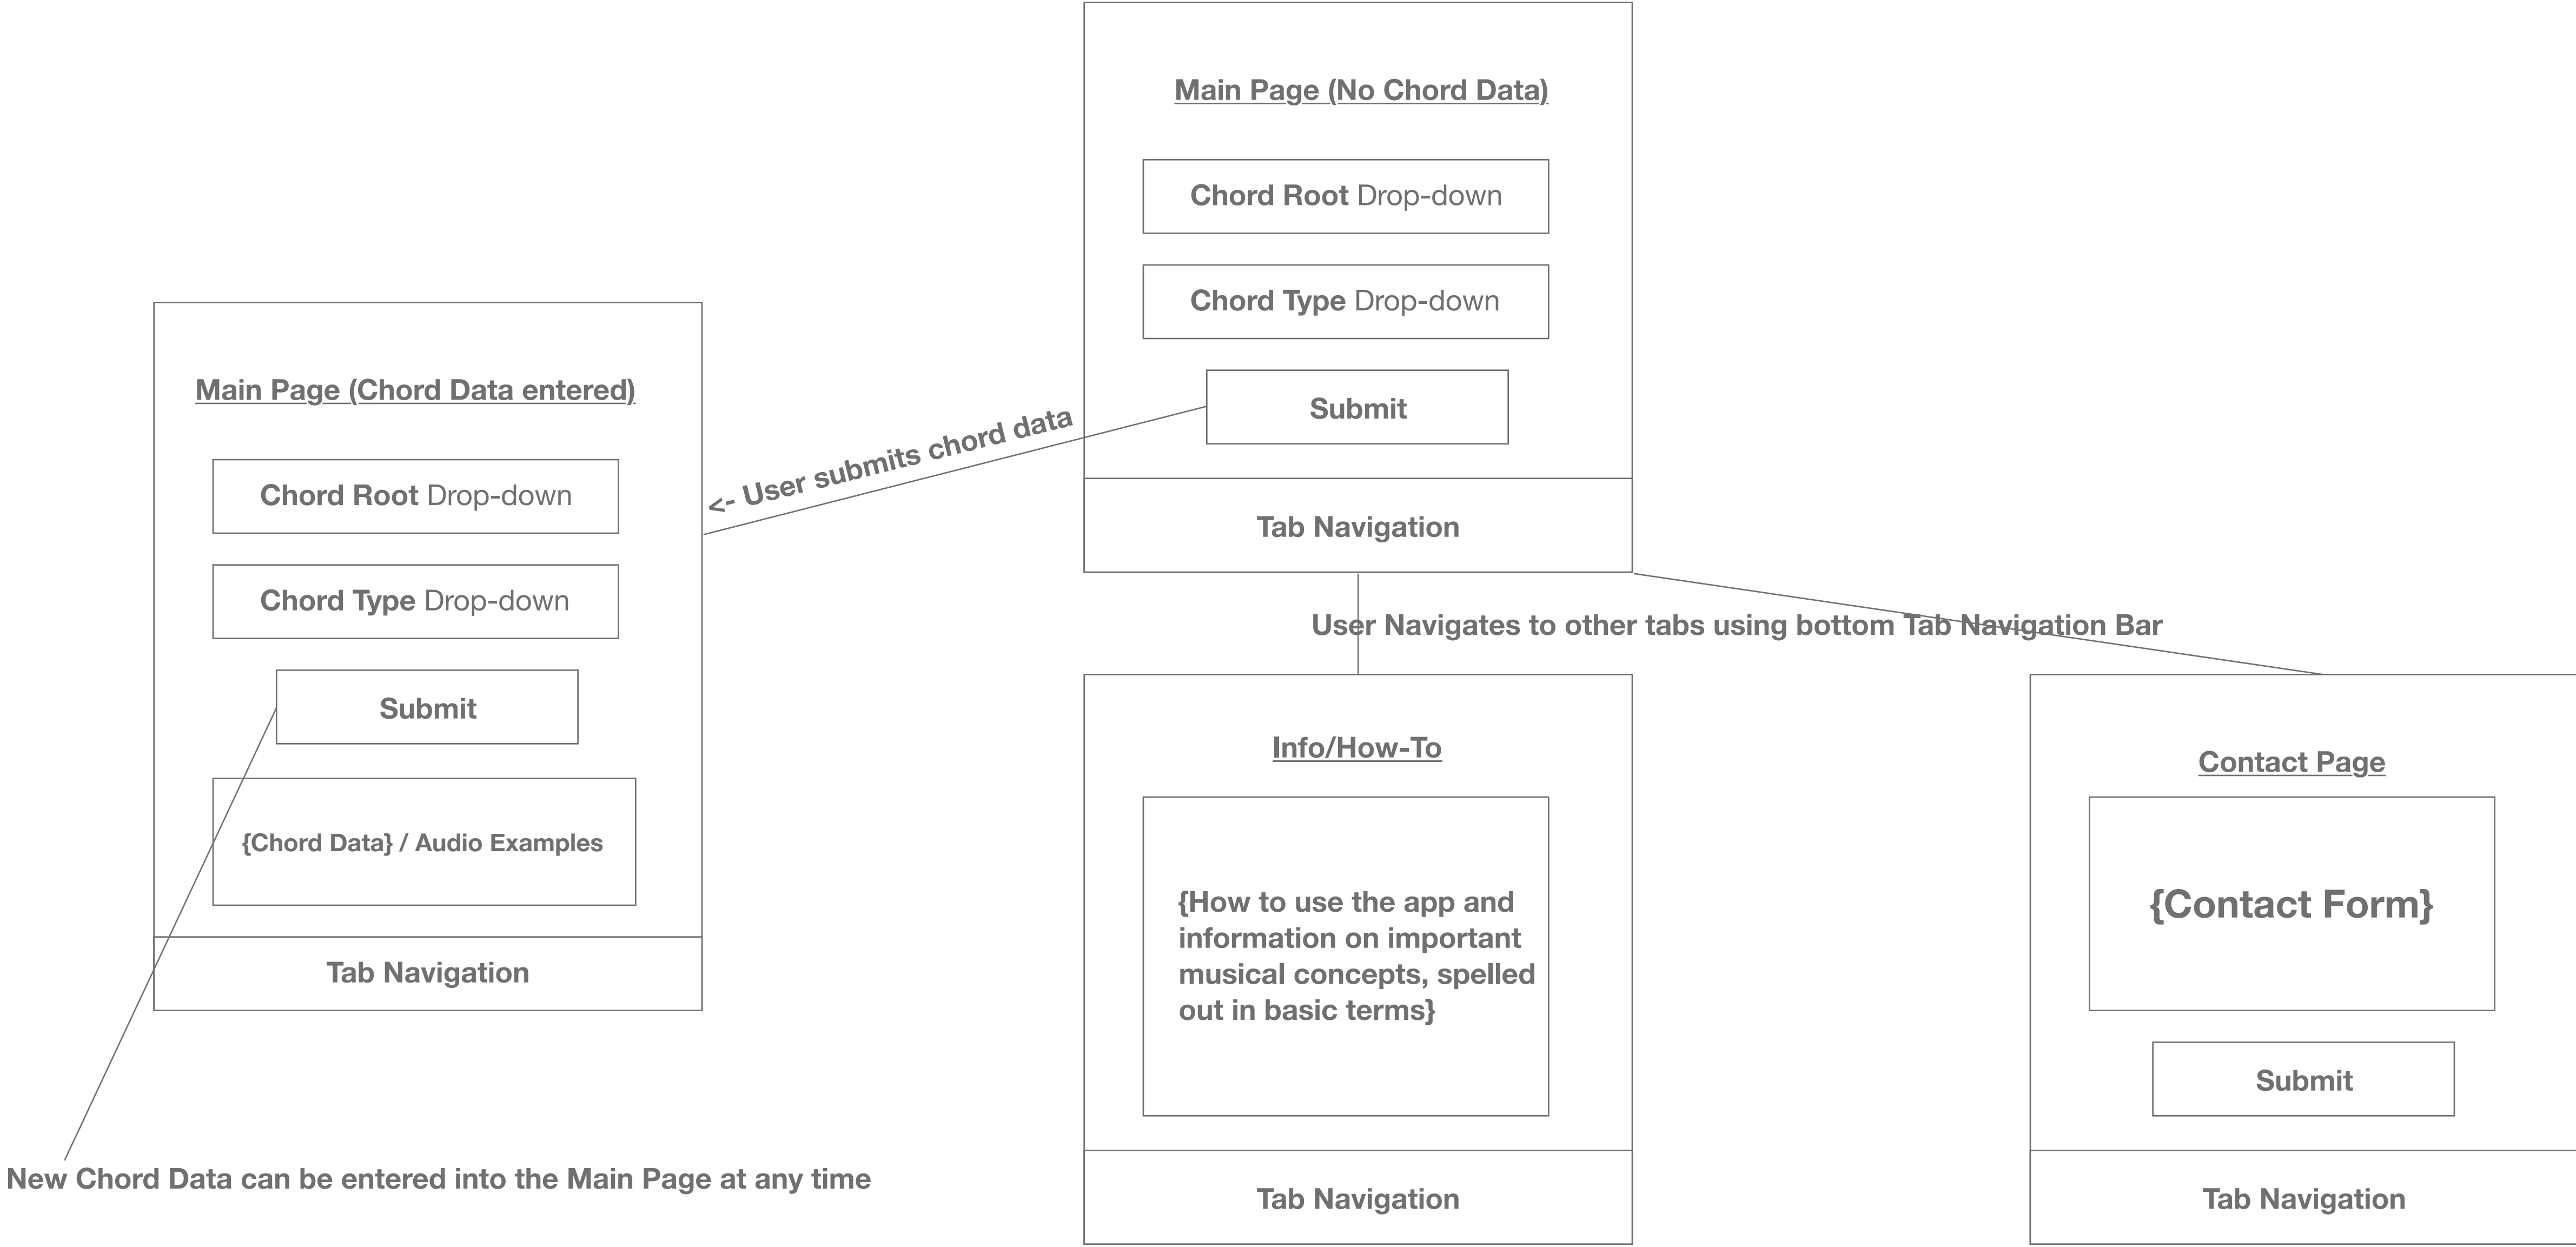 Main Page (No Chord Data)
Chord Root Drop-down
Chord Type Drop-down
Submit
Tab Navigation
<- User submits chord data
Main Page (Chord Data entered)
Chord Root Drop-down
Chord Type Drop-down
Submit
{Chord Data} / Audio Examples
Tab Navigation
New Chord Data can be entered into the Main Page at any time
User Navigates to other tabs using bottom Tab Navigation Bar
Info/How-To
{How to use the app and
information on important
musical concepts, spelled
out in basic terms}
Tab Navigation
Contact Page
{Contact Form}
Submit
Tab Navigation